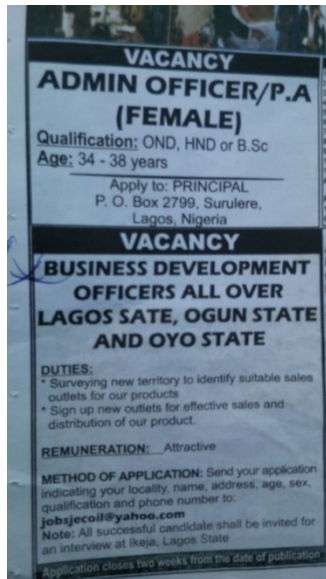 VACANCY
ADMIN OFFICER/P.A
(FEMALE)
Qualification: OND, HND or B.Sc
Age: 34 - 38 years
Apply to: PRINCIPAL
P. O. Box 2799, Surulere,
Lagos, Nigeria
VACANCY
BUSINESS DEVELOPMENT
OFFICERS ALL OVER
LAGOS SATE, OGUN STATE
AND OYO STATE
DUTIES:
* Surveying new territory to identify suitable sales
outlets for our products
* Sign up new outlets for effective sales and
distribution of our product.
REMUNERATION: Attractive
METHOD OF APPLICATION: Send your application
indicating your locality, name, address, age, sex,
qualification and phone number to:
jobsjecoil@yahoo.com
Note: All successful candidate shall be invited for
an interview at Ikeja, Lagos State
Application closes two weeks from the date of publication